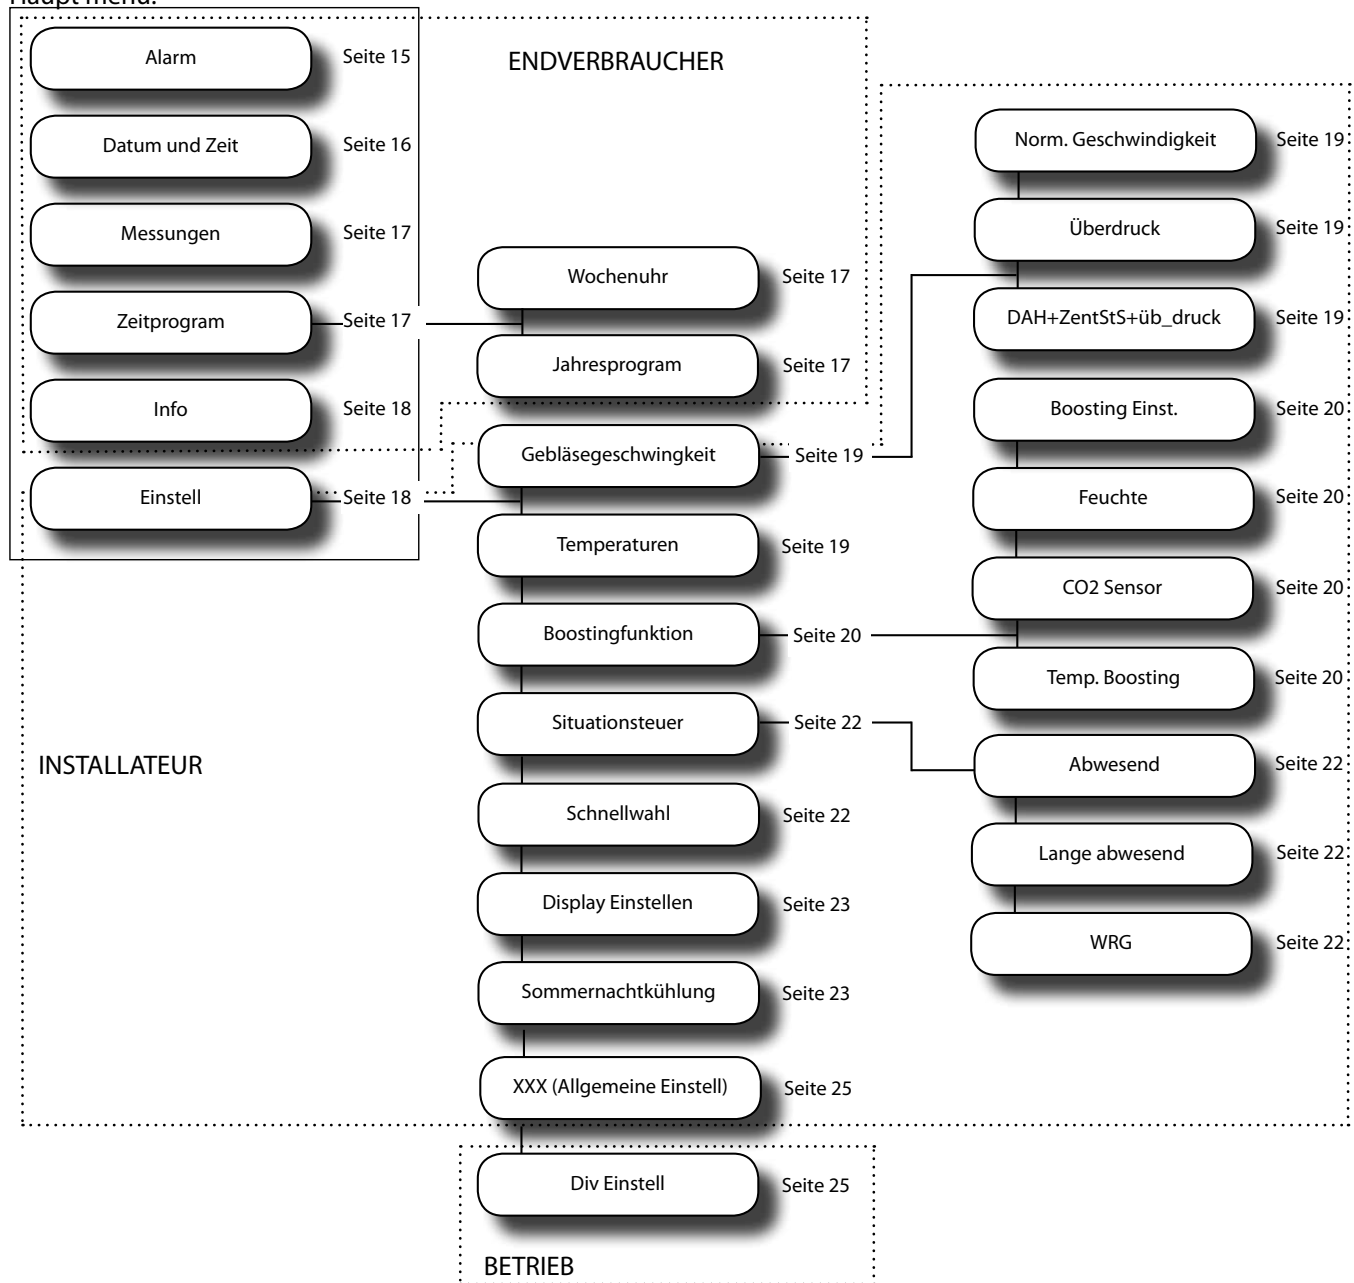 Haupt menü:
Alarm
Seite 15
Datum und Zeit
Seite 16
Messungen
Seite 17
Zeitprogram
Seite 17
Info
Seite 18
Einstell
Seite 18
ENDVERBRAUCHER
Wochenuhr
Seite 17
Jahresprogram
Seite 17
Gebläsegeschwingkeit
Seite 19
Temperaturen
Seite 19
Boostingfunktion
Seite 20
Situationsteuer
Seite 22
Schnellwahl
Seite 22
Display Einstellen
Seite 23
Sommernachtkühlung
Seite 23
XXX (Allgemeine Einstell)
Seite 25
Div Einstell
Seite 25
Norm. Geschwindigkeit
Seite 19
Überdruck
Seite 19
DAH+ZentStS+üb_druck
Seite 19
Boosting Einst.
Seite 20
Feuchte
Seite 20
CO2 Sensor
Seite 20
Temp. Boosting
Seite 20
Abwesend
Seite 22
Lange abwesend
Seite 22
WRG
Seite 22
INSTALLATEUR
BETRIEB